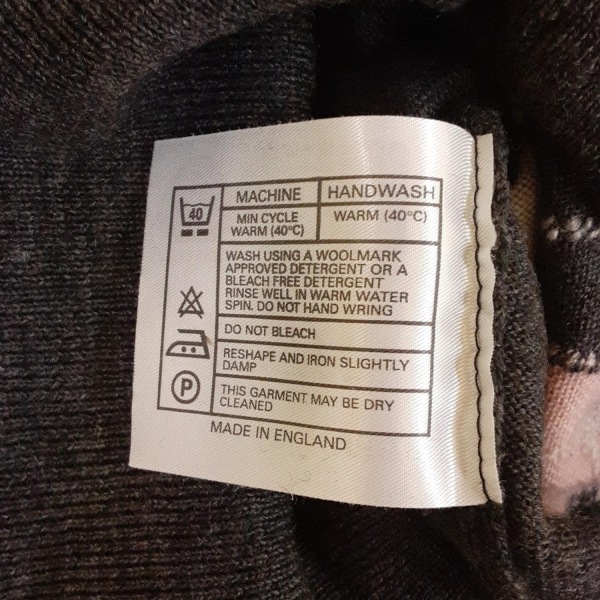 MACHINE HANDWASH
40
MIN CYCLE
WARM (40°C)
WARM (40°C)
WASH USING A WOOLMARK
APPROVED DETERGENT OR A
BLEACH FREE DETERGENT
RINSE WELL IN WARM WATER
SPIN. DO NOT HAND WRING
DO NOT BLEACH
RESHAPE AND IRON SLIGHTLY
DAMP
P
THIS GARMENT MAY BE DRY
CLEANED
MADE IN ENGLAND